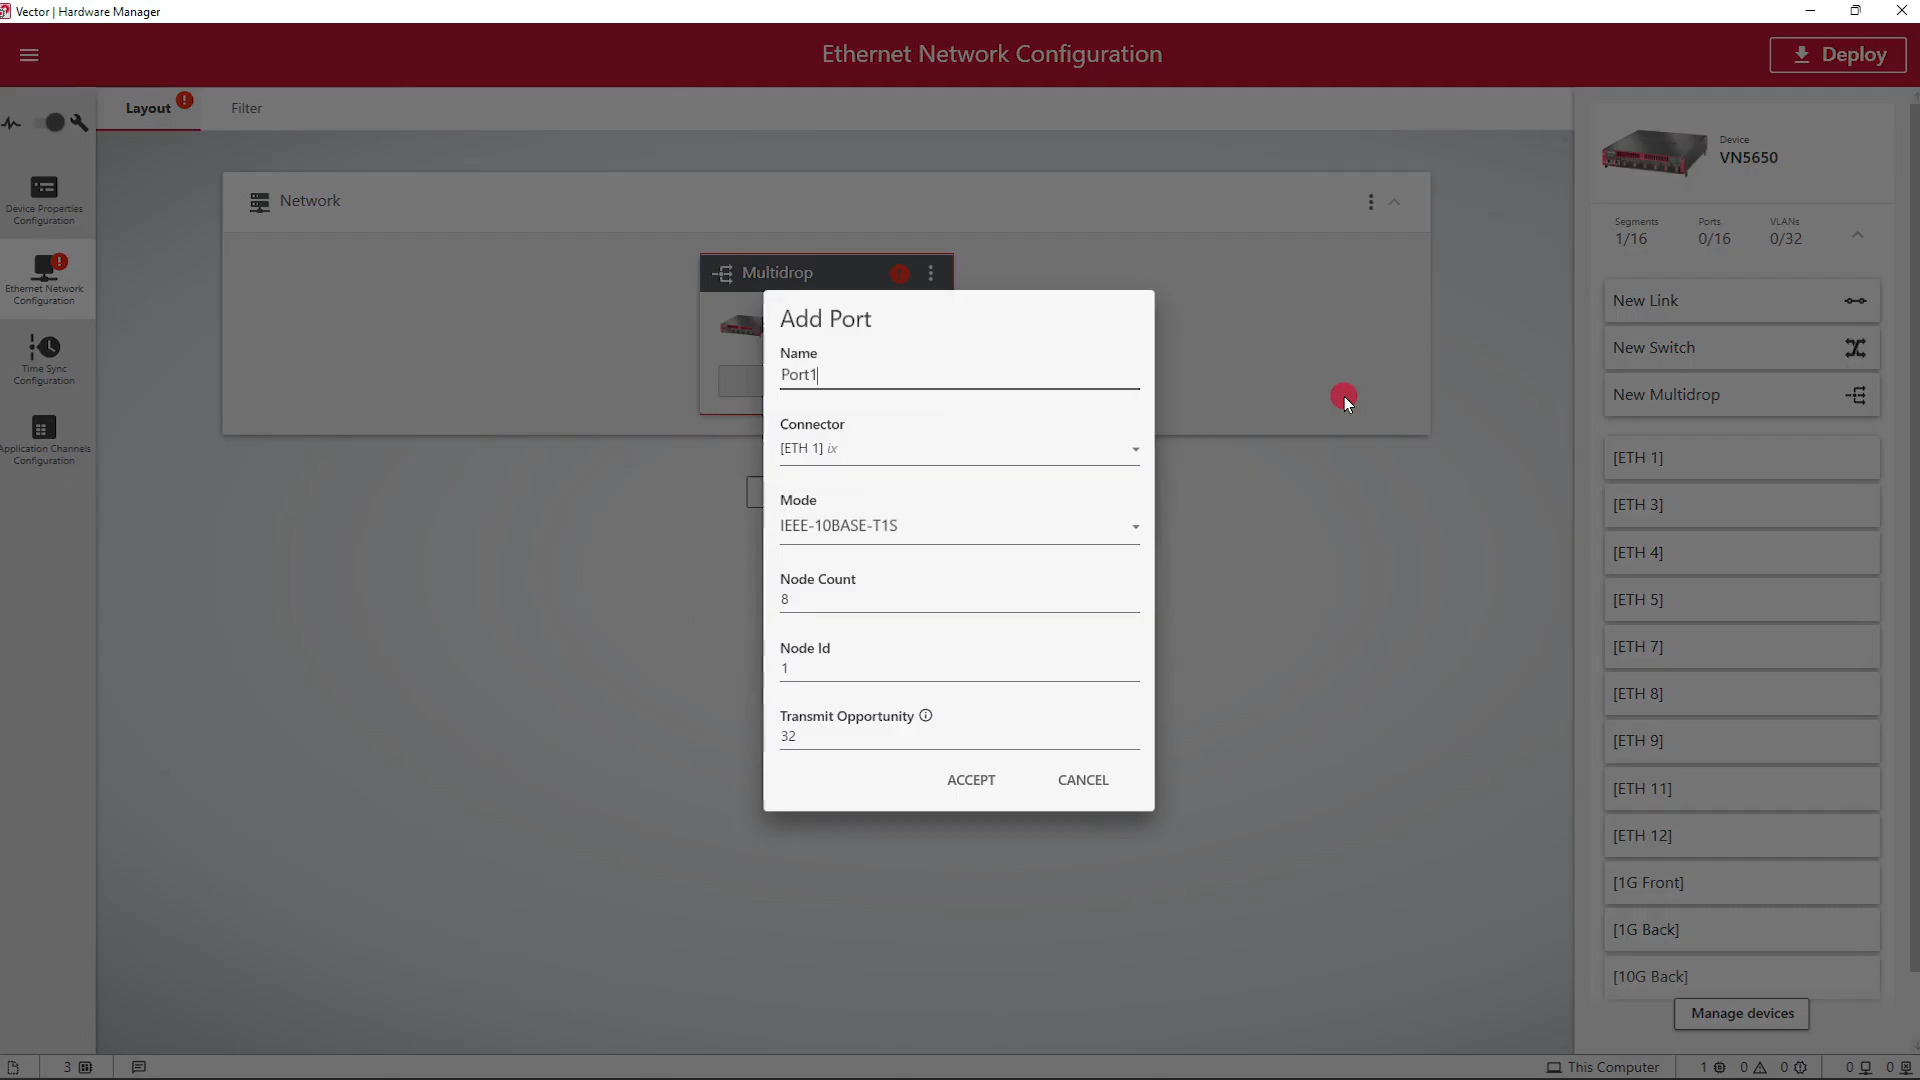 Vector | Hardware Manager
Ethernet Network Configuration
Deploy
Layout
Filter
Device Properties
Configuration
Ethernet Network
Configuration
Time Sync
Configuration
Application Channels
Configuration
Network
Multidrop
Add Port
Name
Port1
Connector
[ETH 1] ix
Mode
IEEE-10BASE-T1S
Node Count
8
Node Id
1
Transmit Opportunity
32
ACCEPT
CANCEL
Device
VN5650
Segments
Ports
VLANs
1/16
0/16
0/32
New Link
New Switch
New Multidrop
[ETH 1]
[ETH 3]
[ETH 4]
[ETH 5]
[ETH 7]
[ETH 8]
[ETH 9]
[ETH 11]
[ETH 12]
[1G Front]
[1G Back]
[10G Back]
Manage devices
3
This Computer
1
0
0
0
0